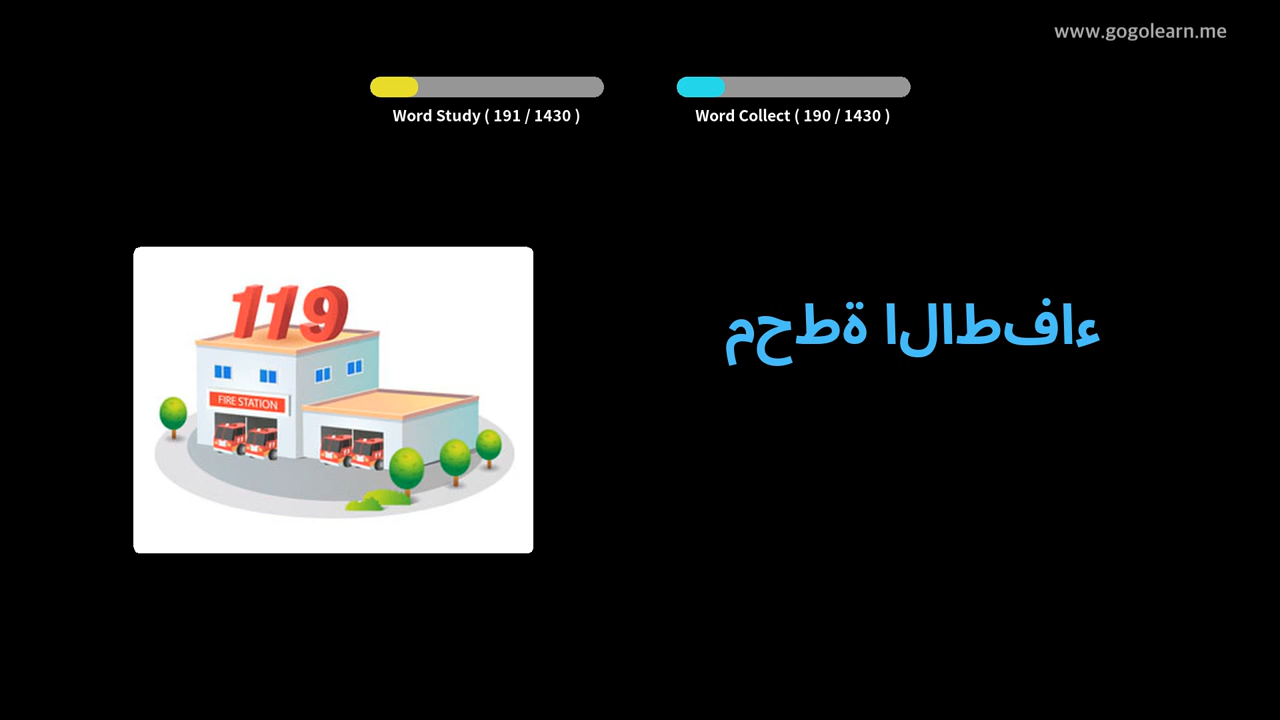 www.gogolearn.me
Word Study ( 191 / 1430 )
Word Collect ( 190 / 1430 )
119
FIRE STATION
محطة الاطفاء